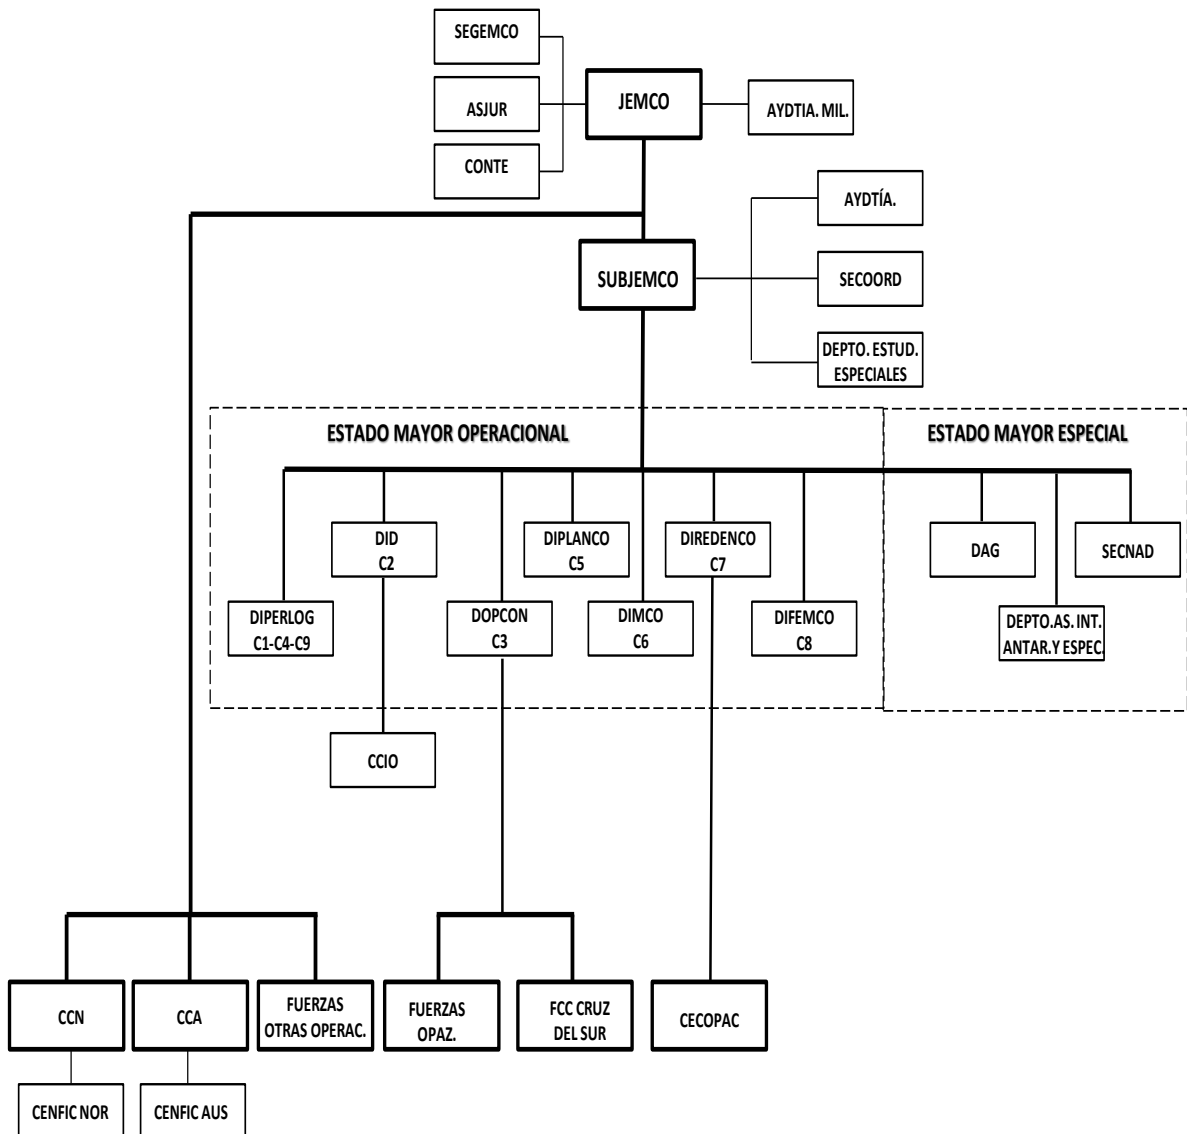 SEGEMCO
ASJUR
CONTE
JEMCO
AYDTIA. MIL.
AYDTÍA.
SUBJEMCO
SECOORD
DEPTO. ESTUD.
ESPECIALES
ESTADO MAYOR OPERACIONAL
ESTADO MAYOR ESPECIAL
DID
C2
DIPLANCO
C5
DIREDENCO
C7
DAG
SECNAD
DIPERLOG
C1-C4-C9
DOPCON
C3
DIMCO
C6
DIFEMCO
C8
DEPTO.AS. INT.
ANTAR.Y ESPEC.
CCIO
CCN
CCA
FUERZAS
OTRAS OPERAC.
FUERZAS
OPAZ.
FCC CRUZ
DEL SUR
CECOPAC
CENFIC NOR
CENFIC AUS